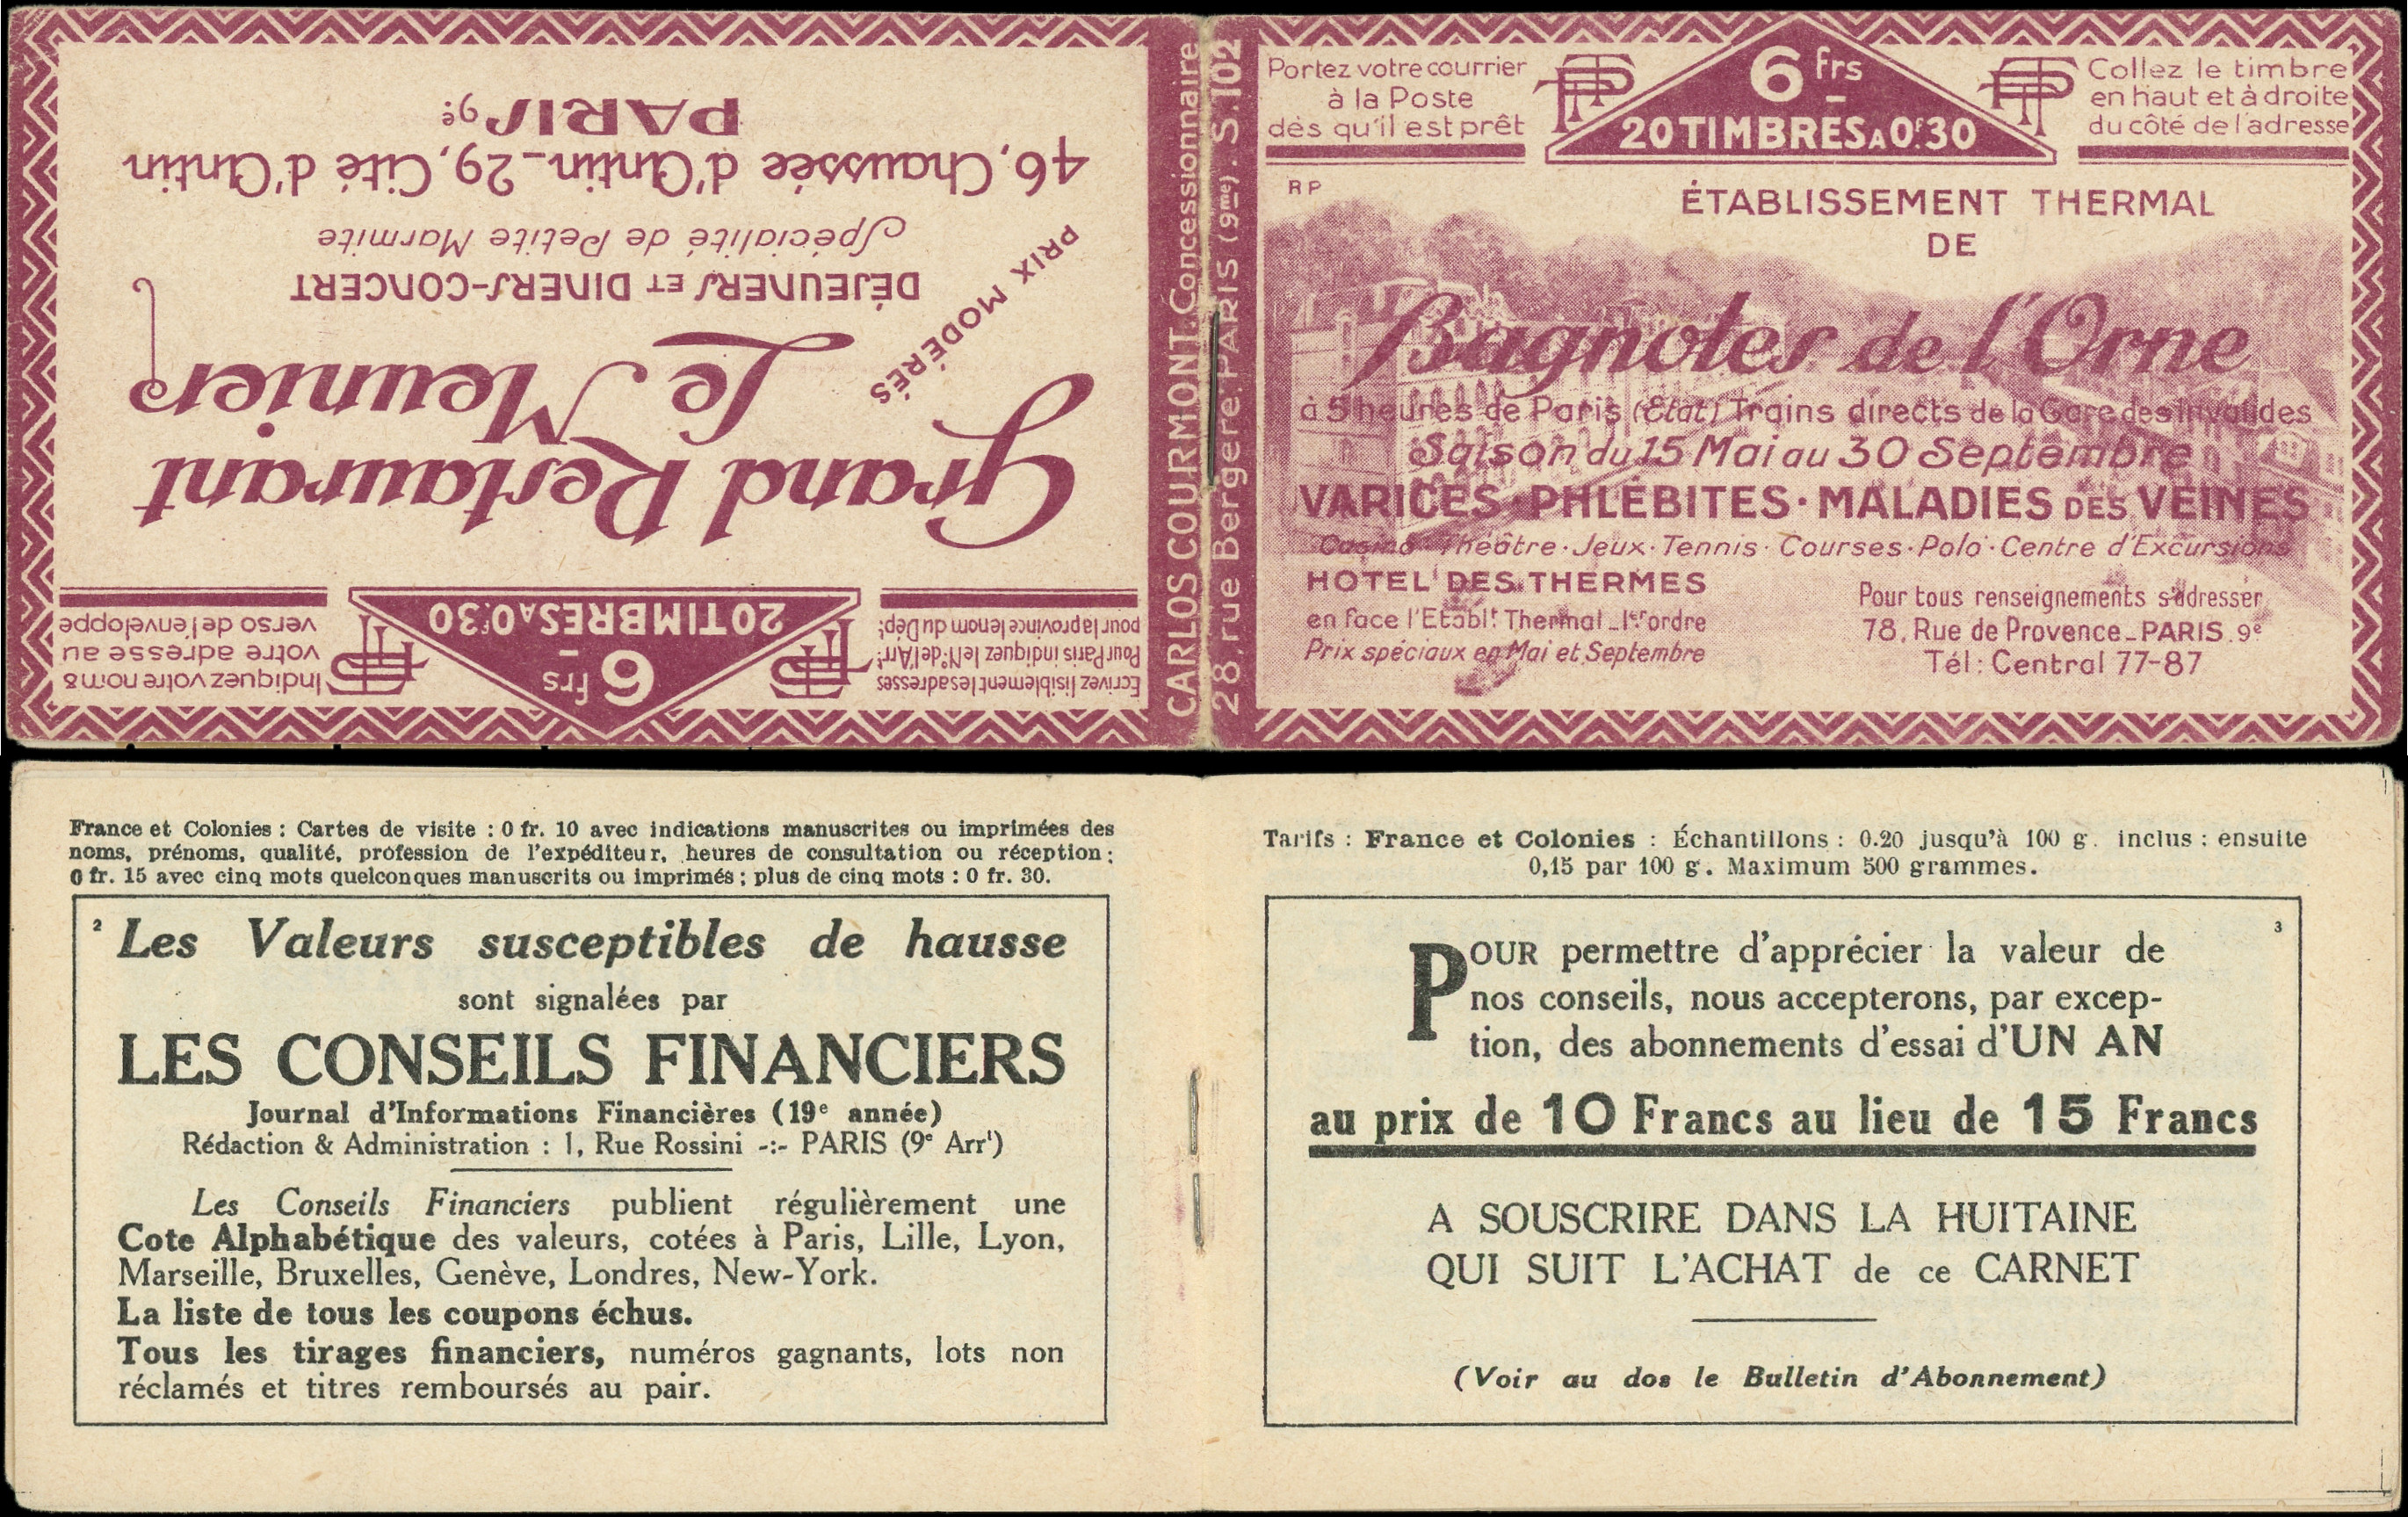 Grand Restaurant
Le Meunier
PRIX MODÉRÉS
DÉJEUNERS ET DINERS-CONCERT
Spécialité de Petite Marmite
46, Chaussée d'Antin_29, Cité d'Antin
PARIS 9e
Ecrivez lisiblement les adresses
Pour Paris indiquez le No. de l'Arrt.
pour la province le nom du Dépt.
6 frs
20 TIMBRES A 0f.30
Indiquez votre nom &
votre adresse au
verso de l'enveloppe
CARLOS COURMONT. Concessionnaire
28, rue Bergère. PARIS (9me). S.102
Portez votre courrier
à la Poste
dès qu'il est prêt
PTT
6 frs
20 TIMBRES A 0f.30
PTT
Collez le timbre
en haut et à droite
du côté de l'adresse
RP
ÉTABLISSEMENT THERMAL
DE
Bagnoles de l'Orne
à 5 heures de Paris (Etat) Trains directs de la Gare des Invalides
Saison du 15 Mai au 30 Septembre
VARICES · PHLÉBITES · MALADIES DES VEINES
Casino · Théâtre · Jeux · Tennis · Courses · Polo · Centre d'Excursions
HOTEL DES THERMES
en face l'Etablt. Thermal _ 1er ordre
Prix spéciaux en Mai et Septembre
Pour tous renseignements s'adresser
78, Rue de Provence _ PARIS. 9e
Tél: Central 77-87
France et Colonies : Cartes de visite : 0 fr. 10 avec indications manuscrites ou imprimées des
noms, prénoms, qualité, profession de l'expéditeur, heures de consultation ou réception ;
0 fr. 15 avec cinq mots quelconques manuscrits ou imprimés ; plus de cinq mots : 0 fr. 30.
2
Les Valeurs susceptibles de hausse
sont signalées par
LES CONSEILS FINANCIERS
Journal d'Informations Financières (19e année)
Rédaction & Administration : 1, Rue Rossini -:- PARIS (9e Arrt)
Les Conseils Financiers publient régulièrement une
Cote Alphabétique des valeurs, cotées à Paris, Lille, Lyon,
Marseille, Bruxelles, Genève, Londres, New-York.
La liste de tous les coupons échus.
Tous les tirages financiers, numéros gagnants, lots non
réclamés et titres remboursés au pair.
Tarifs : France et Colonies : Échantillons : 0.20 jusqu'à 100 g. inclus ; ensuite
0,15 par 100 g. Maximum 500 grammes.
3
POUR permettre d'apprécier la valeur de
nos conseils, nous accepterons, par excep-
tion, des abonnements d'essai d'UN AN
au prix de 10 Francs au lieu de 15 Francs
A SOUSCRIRE DANS LA HUITAINE
QUI SUIT L'ACHAT de ce CARNET
(Voir au dos le Bulletin d'Abonnement)